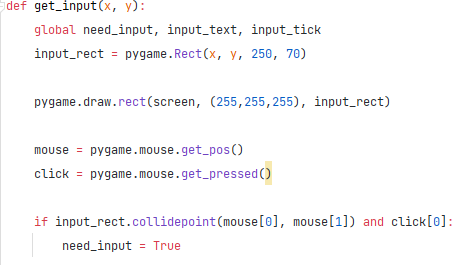 def get_input(x, y):
    global need_input, input_text, input_tick
    input_rect = pygame.Rect(x, y, 250, 70)
    pygame.draw.rect(screen, (255,255,255), input_rect)
    mouse = pygame.mouse.get_pos()
    click = pygame.mouse.get_pressed()
    if input_rect.collidepoint(mouse[0], mouse[1]) and click[0]:
        need_input = True